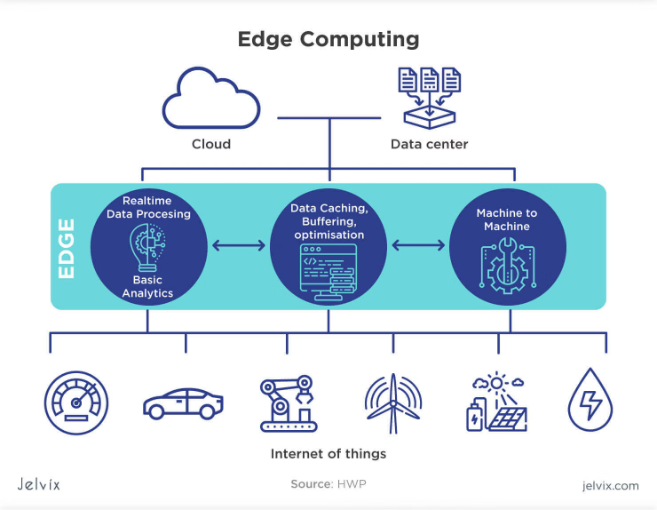 Edge Computing
Cloud
Data center
EDGE
Realtime
Data Procesing
Basic
Analytics
Data Caching,
Buffering,
optimisation
</>
Machine to
Machine
Internet of things
Jelvix
Source: HWP
jelvix.com